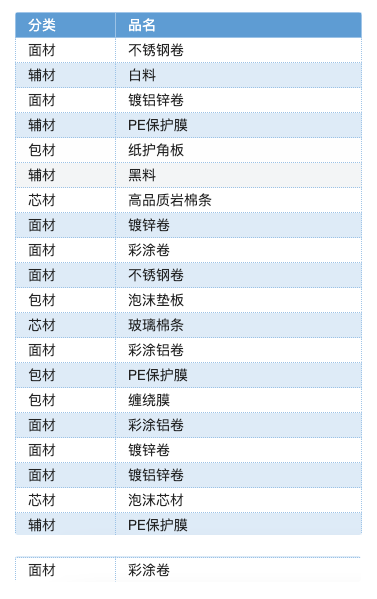 分类 品名
面材 不锈钢卷
辅材 白料
面材 镀铝锌卷
辅材 PE保护膜
包材 纸护角板
辅材 黑料
芯材 高品质岩棉条
面材 镀锌卷
面材 彩涂卷
面材 不锈钢卷
包材 泡沫垫板
芯材 玻璃棉条
面材 彩涂铝卷
包材 PE保护膜
包材 缠绕膜
面材 彩涂铝卷
面材 镀锌卷
面材 镀铝锌卷
芯材 泡沫芯材
辅材 PE保护膜
面材 彩涂卷